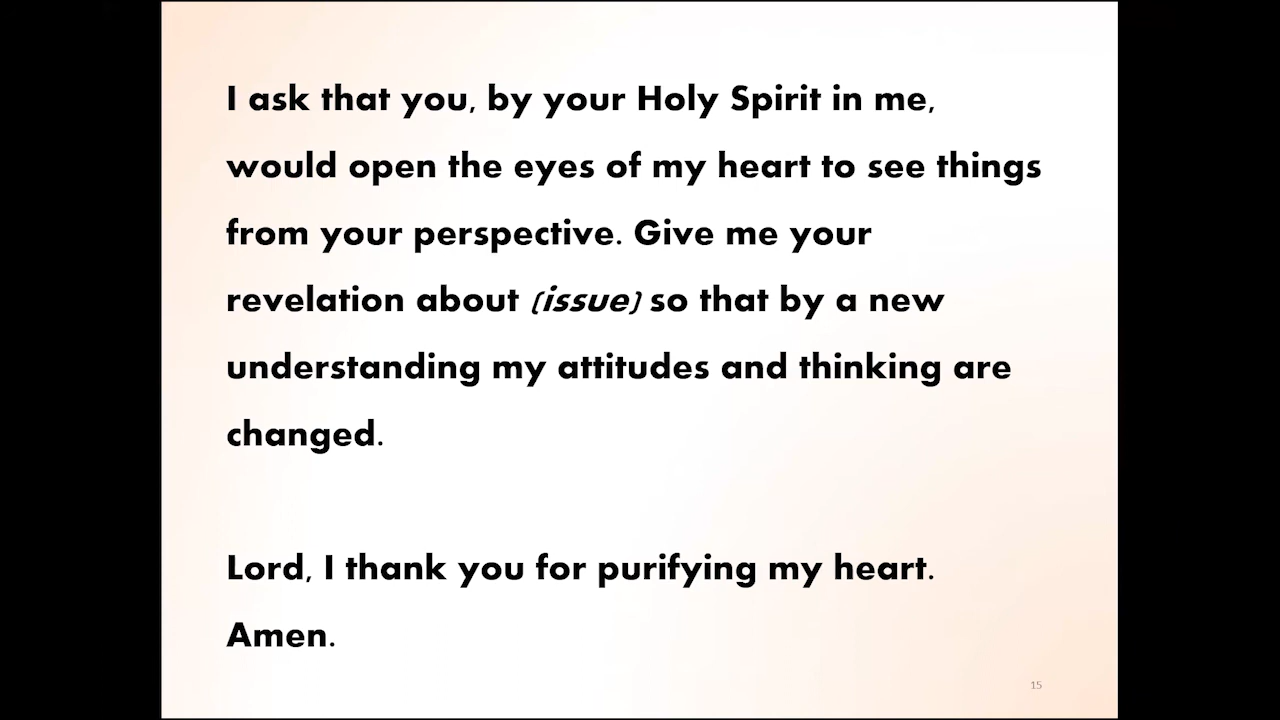 I ask that you, by your Holy Spirit in me,
would open the eyes of my heart to see things
from your perspective. Give me your
revelation about (issue) so that by a new
understanding my attitudes and thinking are
changed.
Lord, I thank you for purifying my heart.
Amen.
15